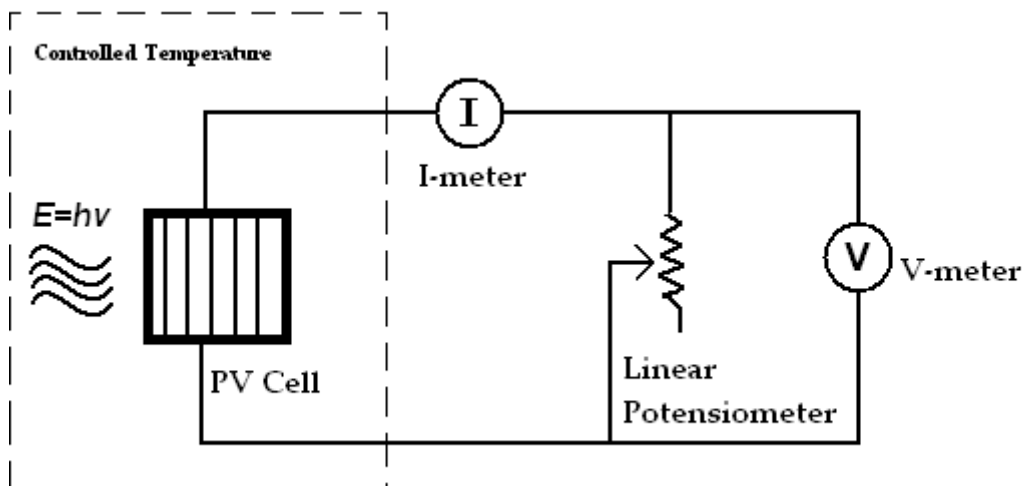 Controlled Temperature
I
I-meter
E=hv
V
V-meter
PV Cell
Linear
Potensiometer